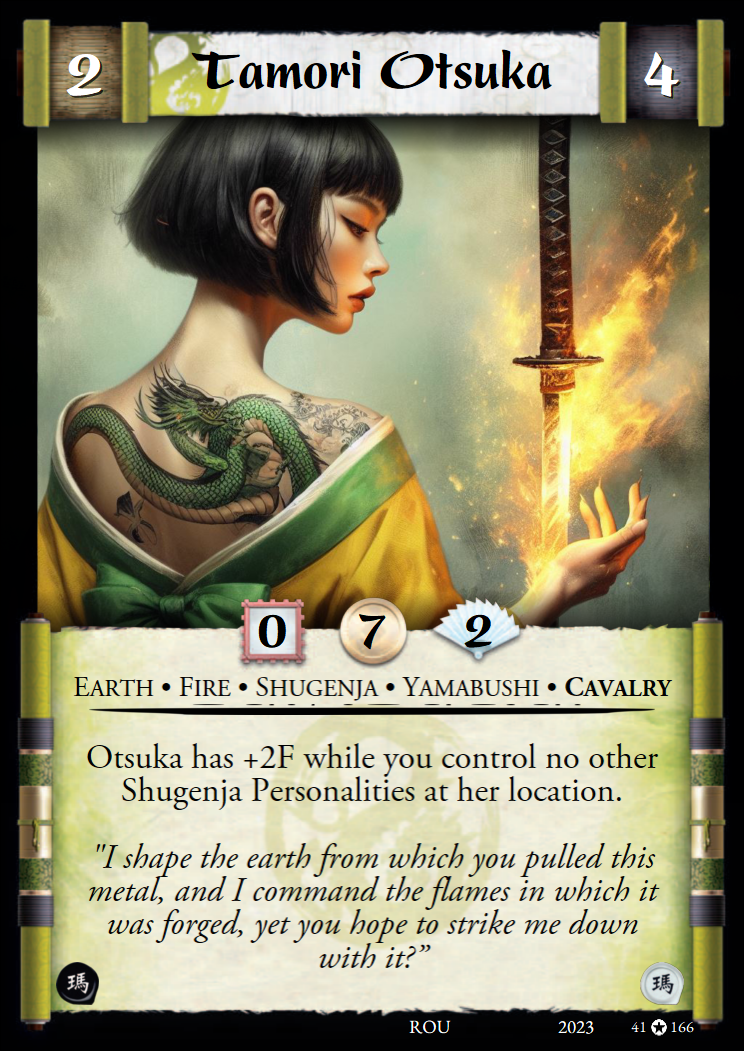 2
Tamori Otsuka
4
0
7
2
EARTH • FIRE • SHUGENJA • YAMABUSHI • CAVALRY
Otsuka has +2F while you control no other
Shugenja Personalities at her location.
"I shape the earth from which you pulled this
metal, and I command the flames in which it
was forged, yet you hope to strike me down
with it?”
瑪
瑪
ROU
2023
41 ✪ 166